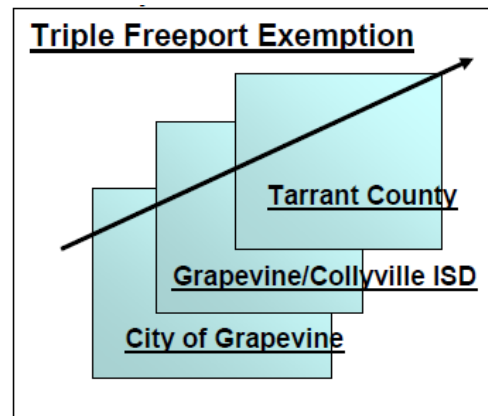 Triple Freeport Exemption
Tarrant County
Grapevine/Collyville ISD
City of Grapevine